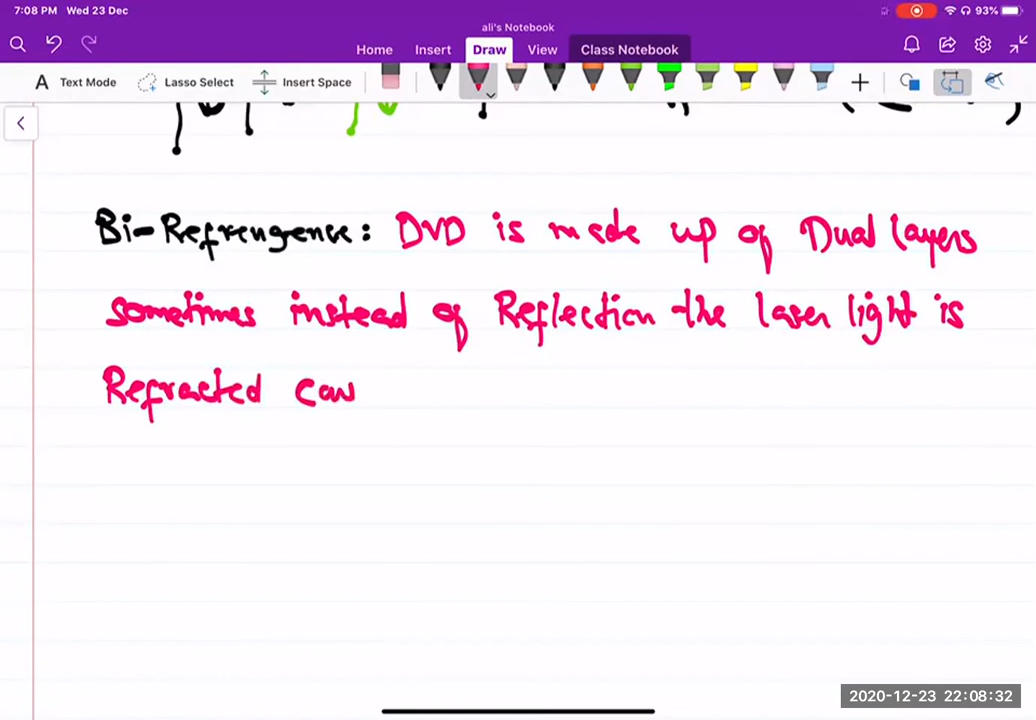 7:08 PM Wed 23 Dec
93%
ali's Notebook
Home Insert Draw View Class Notebook
A Text Mode Lasso Select Insert Space
Bi-Refrengence: DVD is made up of Dual layers
sometimes instead of Reflection the laser light is
Refracted cau
2020-12-23 22:08:32